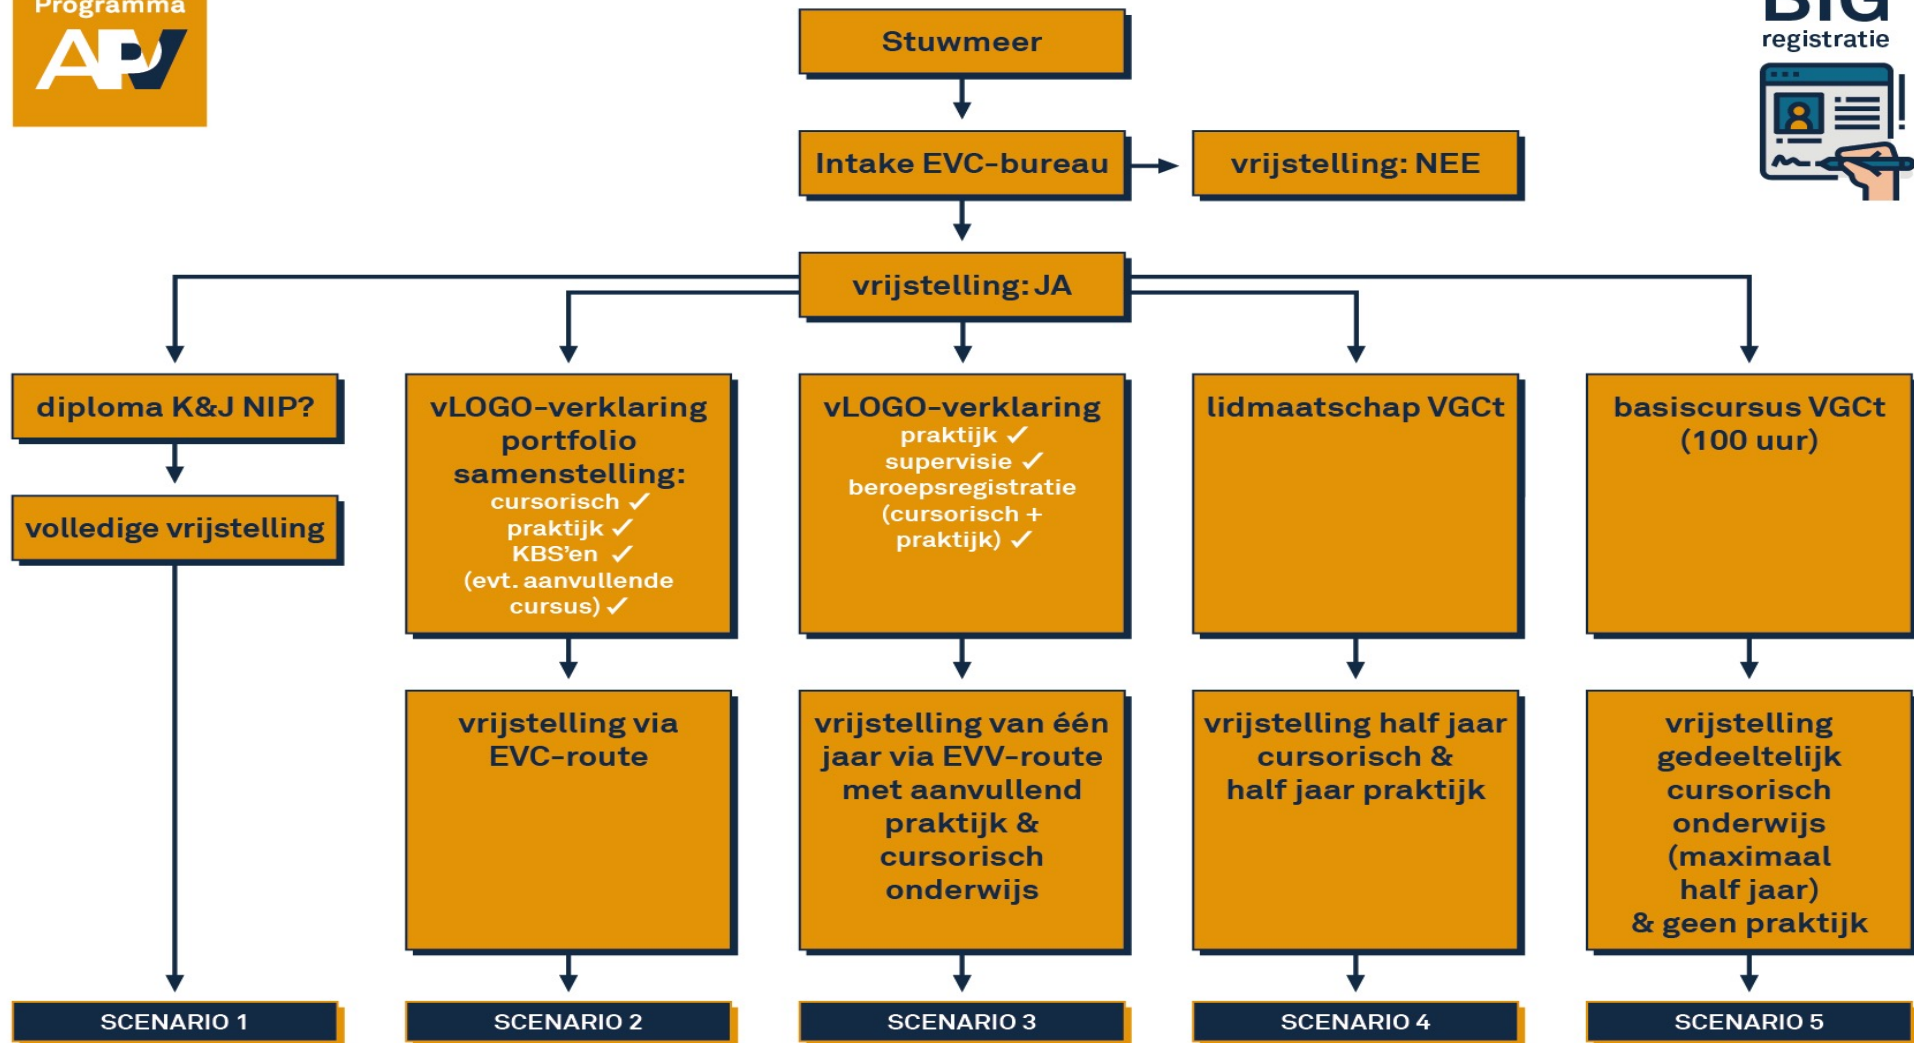 Programma
APV
BIG
registratie
Stuwmeer
Intake EVC-bureau
vrijstelling: NEE
vrijstelling: JA
diploma K&J NIP?
volledige vrijstelling
SCENARIO 1
vLOGO-verklaring
portfolio
samenstelling:
cursorisch ✓
praktijk ✓
KBS'en ✓
(evt. aanvullende
cursus) ✓
vrijstelling via
EVC-route
SCENARIO 2
vLOGO-verklaring
praktijk ✓
supervisie ✓
beroepsregistratie
(cursorisch +
praktijk) ✓
vrijstelling van één
jaar via EVV-route
met aanvullend
praktijk &
cursorisch
onderwijs
SCENARIO 3
lidmaatschap VGCt
vrijstelling half jaar
cursorisch &
half jaar praktijk
SCENARIO 4
basiscursus VGCt
(100 uur)
vrijstelling
gedeeltelijk
cursorisch
onderwijs
(maximaal
half jaar)
& geen praktijk
SCENARIO 5